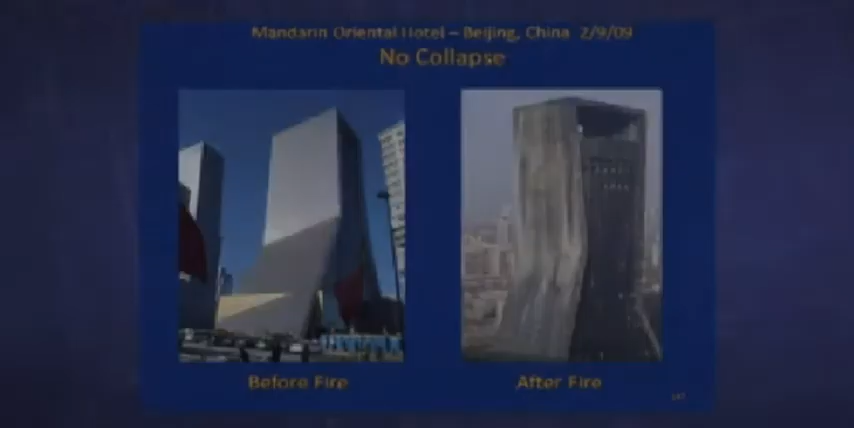 Mandarin Oriental Hotel – Beijing, China 2/9/09
No Collapse
Before Fire
After Fire